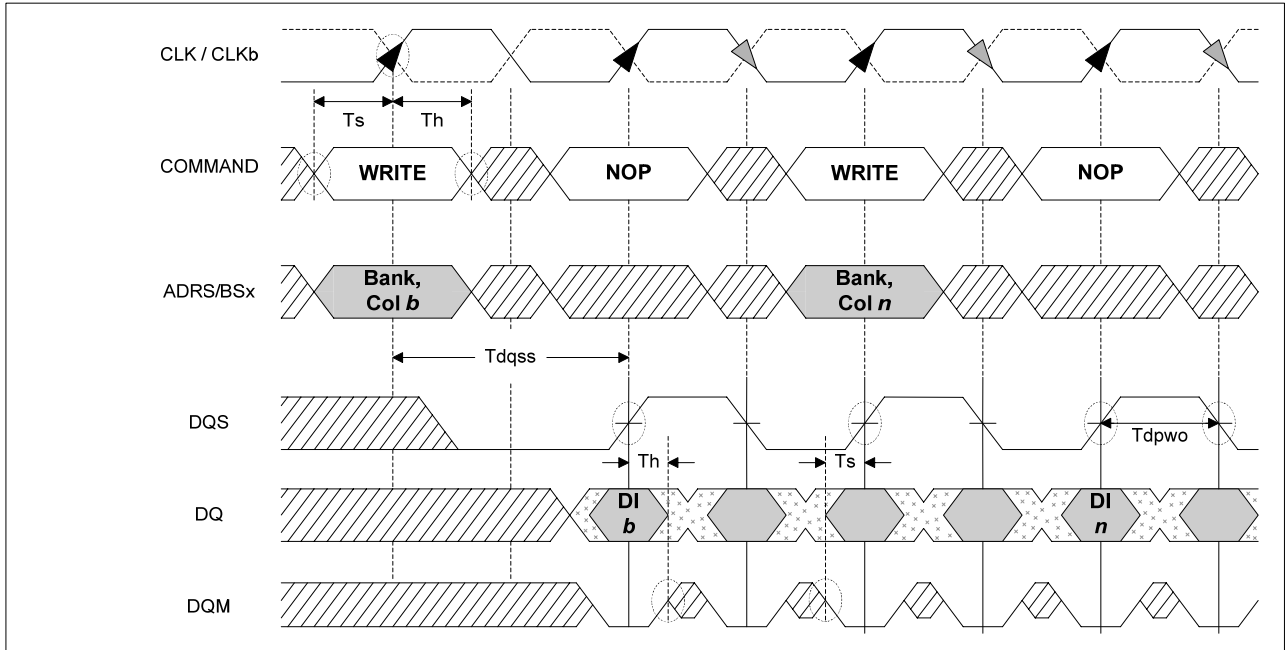 CLK / CLKb
Ts
Th
COMMAND
WRITE
NOP
WRITE
NOP
ADRS/BSx
Bank,
Col b
Bank,
Col n
Tdqss
DQS
Tdpwo
Th
Ts
DQ
DI
b
DI
n
DQM